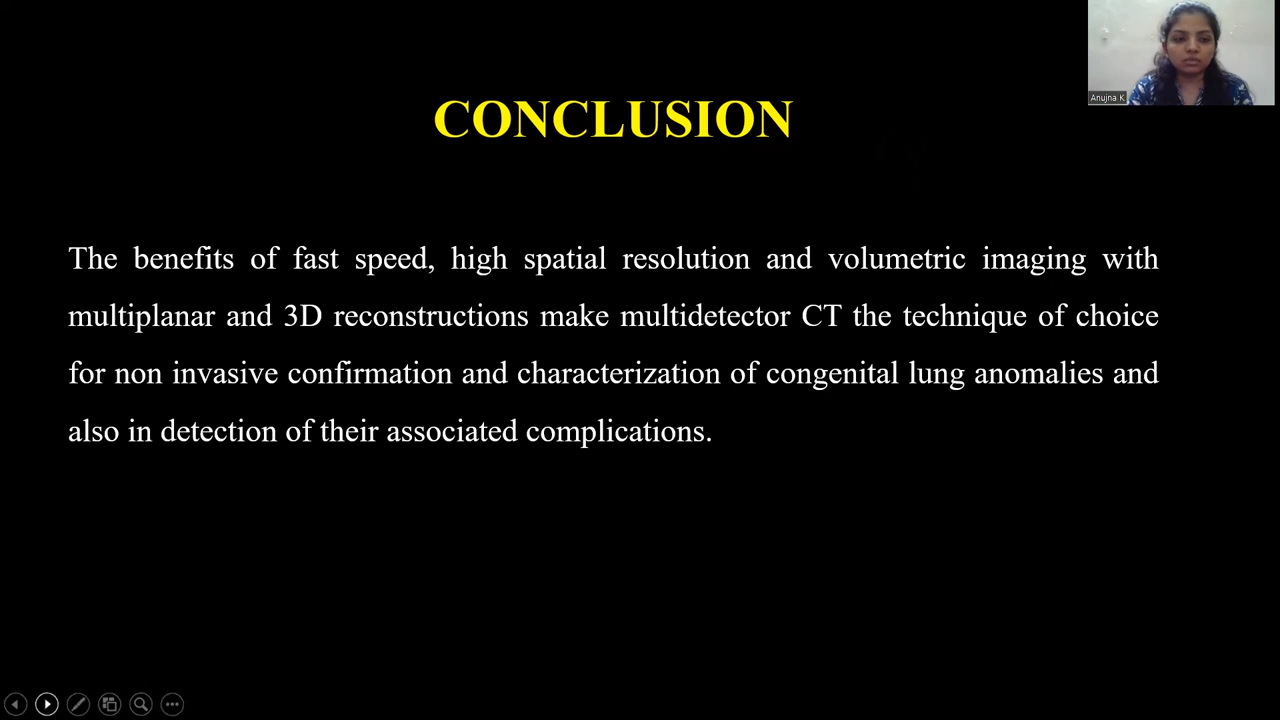 Anujna K
CONCLUSION
The benefits of fast speed, high spatial resolution and volumetric imaging with
multiplanar and 3D reconstructions make multidetector CT the technique of choice
for non invasive confirmation and characterization of congenital lung anomalies and
also in detection of their associated complications.